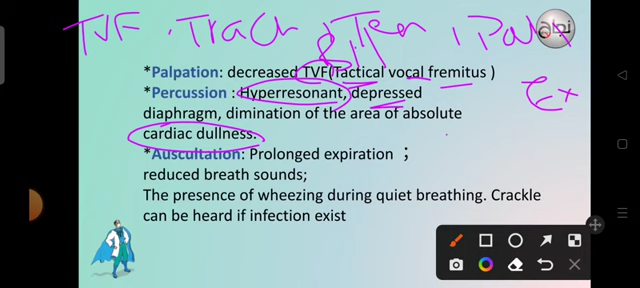 TVF . Trach
*Palpation: decreased TVF(Tactical vocal fremitus )
*Percussion : Hyperresonant, depressed
diaphragm, dimination of the area of absolute
cardiac dullness.
*Auscultation: Prolonged expiration ;
reduced breath sounds;
The presence of wheezing during quiet breathing. Crackle
can be heard if infection exist